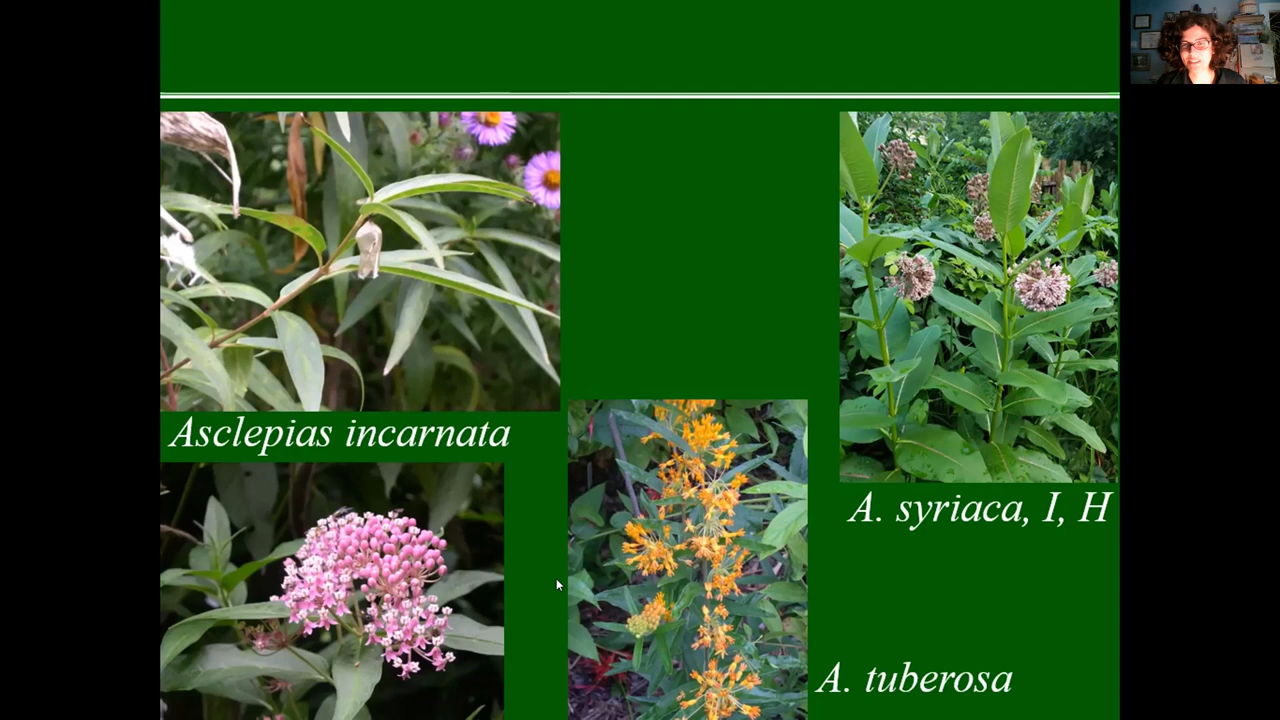 Asclepias incarnata
A. syriaca, I, H
A. tuberosa